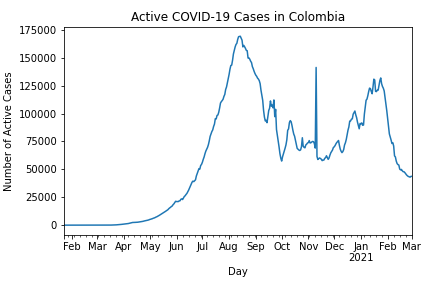 Active COVID-19 Cases in Colombia
175000
150000
125000
100000
75000
50000
25000
0
Number of Active Cases
Feb Mar Apr May Jun Jul Aug Sep Oct Nov Dec Jan Feb Mar
2021
Day